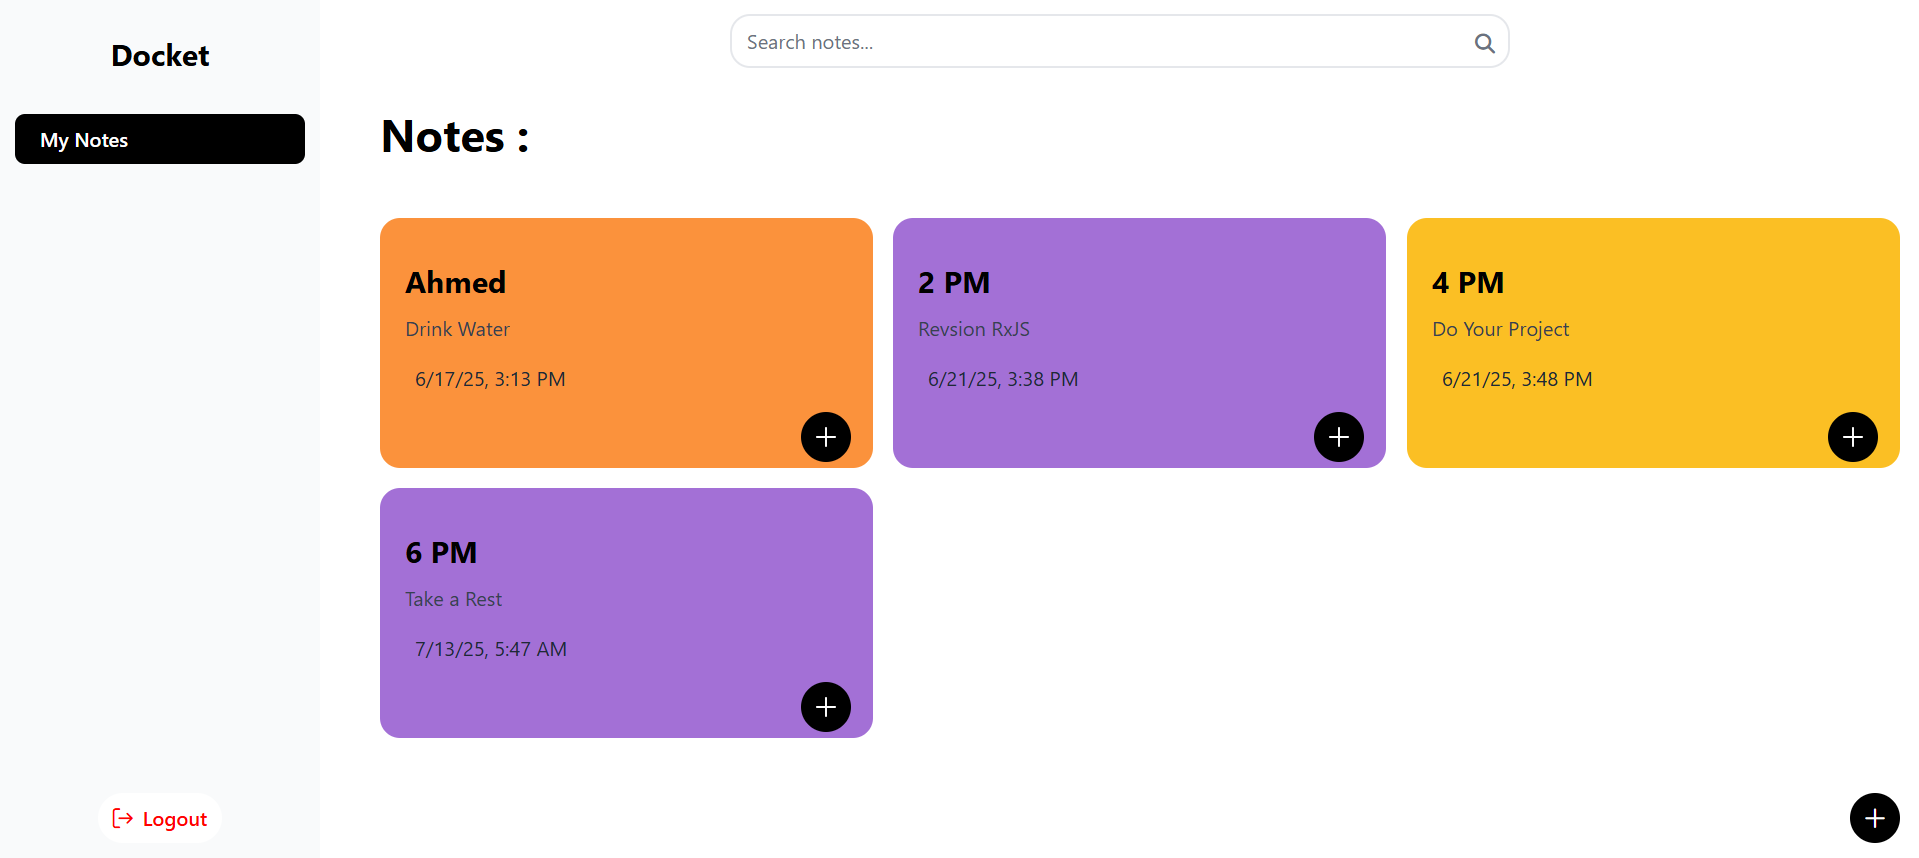 Docket
My Notes
Search notes...
Notes :
Ahmed
Drink Water
6/17/25, 3:13 PM
2 PM
Revsion RxJS
6/21/25, 3:38 PM
4 PM
Do Your Project
6/21/25, 3:48 PM
6 PM
Take a Rest
7/13/25, 5:47 AM
Logout